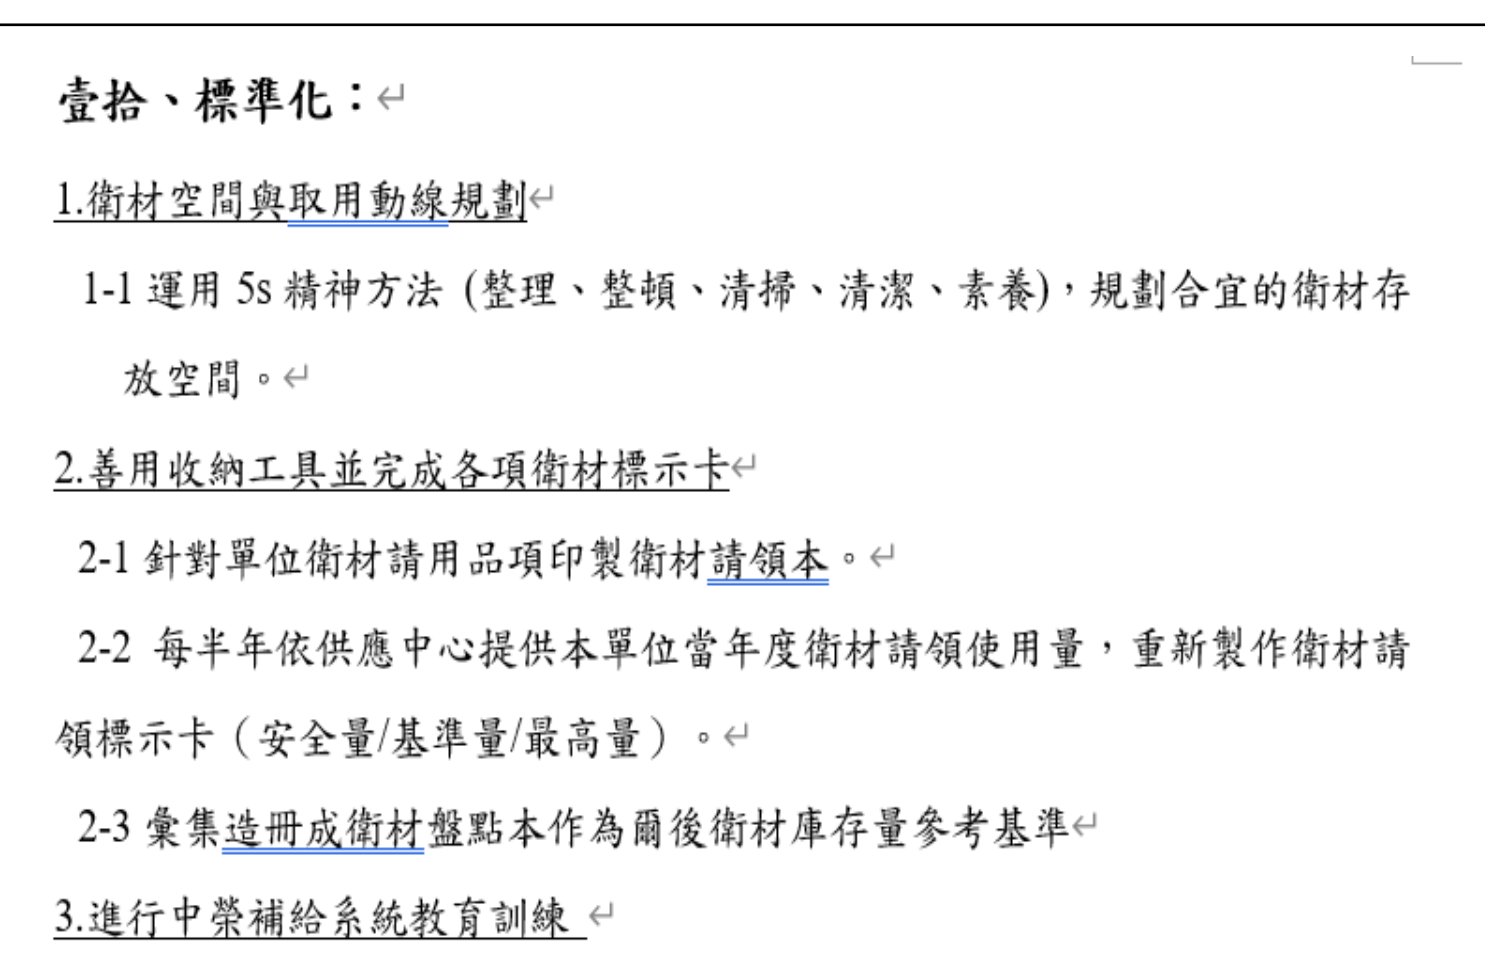 壹拾、標準化：
1.衛材空間與取用動線規劃
1-1 運用 5s 精神方法 (整理、整頓、清掃、清潔、素養)，規劃合宜的衛材存
放空間。
2.善用收納工具並完成各項衛材標示卡
2-1 針對單位衛材請用品項印製衛材請領本。
2-2 每半年依供應中心提供本單位當年度衛材請領使用量，重新製作衛材請
領標示卡（安全量/基準量/最高量）。
2-3 彙集造冊成衛材盤點本作為爾後衛材庫存量參考基準
3.進行中榮補給系統教育訓練